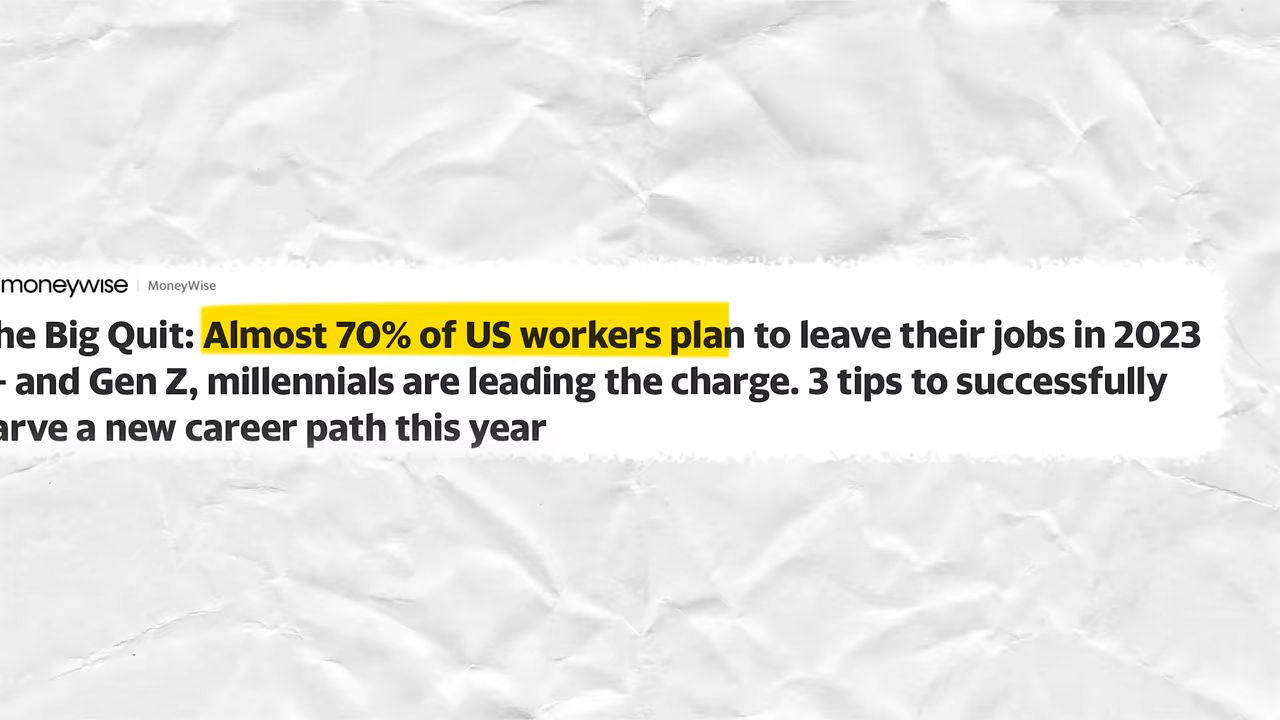 moneywise | MoneyWise
he Big Quit: Almost 70% of US workers plan to leave their jobs in 2023
- and Gen Z, millennials are leading the charge. 3 tips to successfully
arve a new career path this year